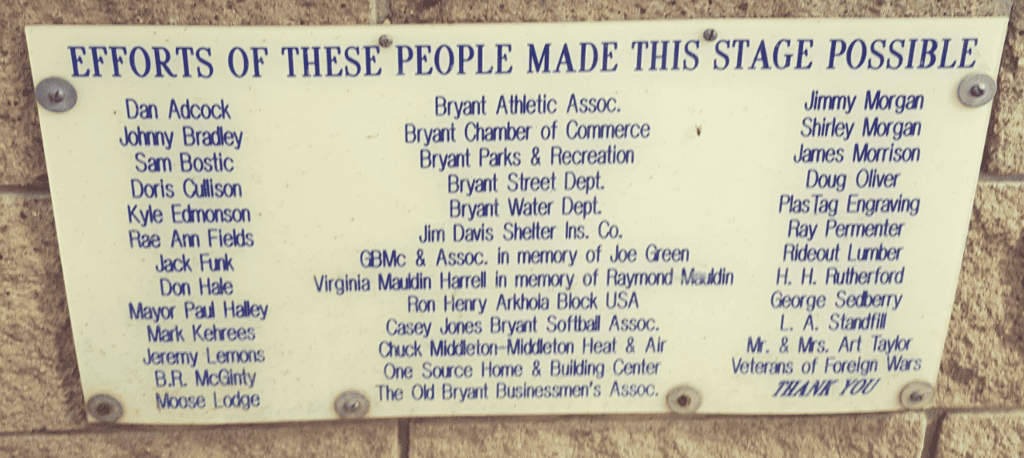 EFFORTS OF THESE PEOPLE MADE THIS STAGE POSSIBLE
Dan Adcock
Johnny Bradley
Sam Bostic
Doris Cullison
Kyle Edmonson
Rae Ann Fields
Jack Funk
Don Hale
Mayor Paul Halley
Mark Kehrees
Jeremy Lemons
B.R. McGinty
Moose Lodge
Bryant Athletic Assoc.
Bryant Chamber of Commerce
Bryant Parks & Recreation
Bryant Street Dept.
Bryant Water Dept.
Jim Davis Shelter Ins. Co.
GBMc & Assoc. in memory of Joe Green
Virginia Mauldin Harrell in memory of Raymond Mauldin
Ron Henry Arkhola Block USA
Casey Jones Bryant Softball Assoc.
Chuck Middleton-Middleton Heat & Air
One Source Home & Building Center
The Old Bryant Businessmen's Assoc.
Jimmy Morgan
Shirley Morgan
James Morrison
Doug Oliver
PlasTag Engraving
Ray Permenter
Rideout Lumber
H. H. Rutherford
George Sedberry
L. A. Standfill
Mr. & Mrs. Art Taylor
Veterans of Foreign Wars
THANK YOU